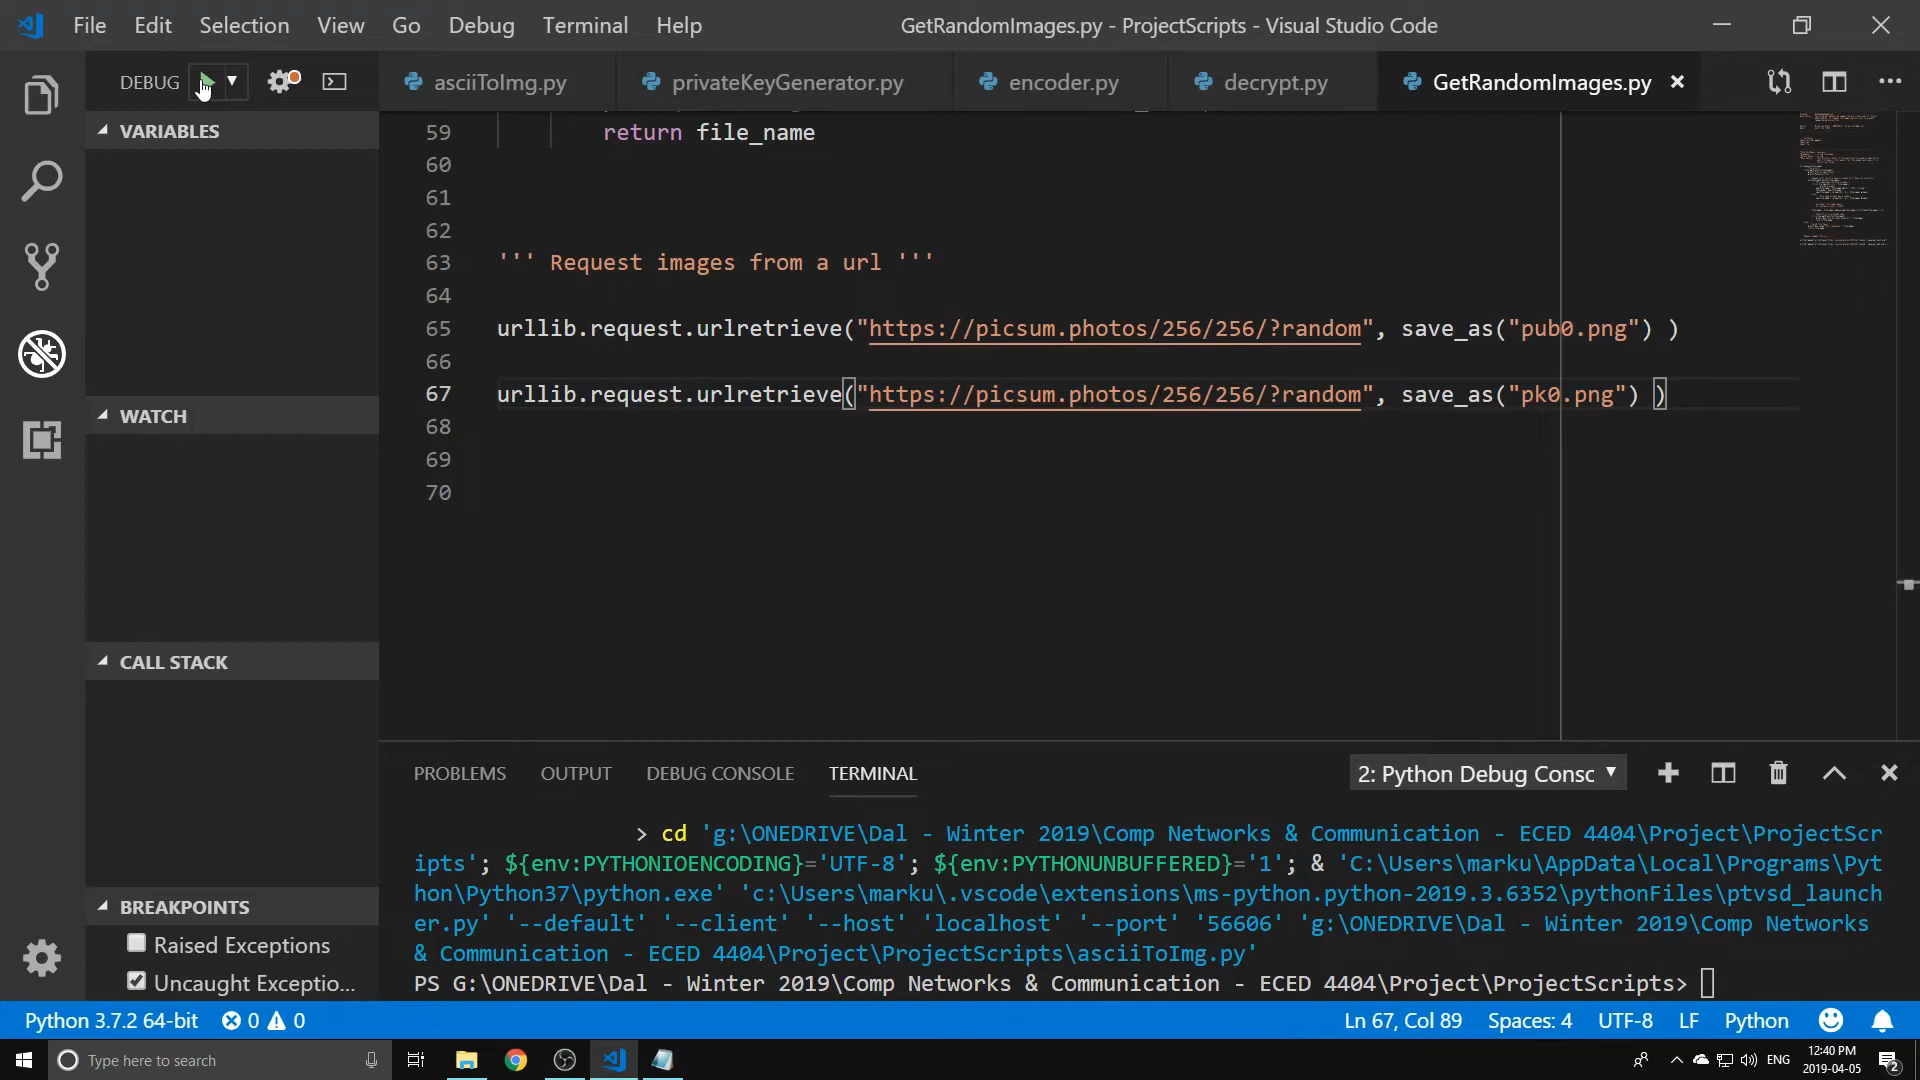 File Edit Selection View Go Debug Terminal Help
GetRandomImages.py - ProjectScripts - Visual Studio Code
DEBUG
asciiToImg.py
privateKeyGenerator.py
encoder.py
decrypt.py
GetRandomImages.py
VARIABLES
WATCH
CALL STACK
BREAKPOINTS
Raised Exceptions
Uncaught Exceptio...
59 return file_name
60
61
62
63 ''' Request images from a url '''
64
65 urllib.request.urlretrieve("https://picsum.photos/256/256/?random", save_as("pub0.png") )
66
67 urllib.request.urlretrieve("https://picsum.photos/256/256/?random", save_as("pk0.png") )
68
69
70
PROBLEMS OUTPUT DEBUG CONSOLE TERMINAL
2: Python Debug Consc
> cd 'g:\ONEDRIVE\Dal - Winter 2019\Comp Networks & Communication - ECED 4404\Project\ProjectScr
ipts'; ${env:PYTHONIOENCODING}='UTF-8'; ${env:PYTHONUNBUFFERED}='1'; & 'C:\Users\marku\AppData\Local\Programs\Pyt
hon\Python37\python.exe' 'c:\Users\marku\.vscode\extensions\ms-python.python-2019.3.6352\pythonFiles\ptvsd_launch
er.py' '--default' '--client' '--host' 'localhost' '--port' '56606' 'g:\ONEDRIVE\Dal - Winter 2019\Comp Networks
& Communication - ECED 4404\Project\ProjectScripts\asciiToImg.py'
PS G:\ONEDRIVE\Dal - Winter 2019\Comp Networks & Communication - ECED 4404\Project\ProjectScripts>
Python 3.7.2 64-bit 0 0
Ln 67, Col 89 Spaces: 4 UTF-8 LF Python
Type here to search
ENG
12:40 PM
2019-04-05
2